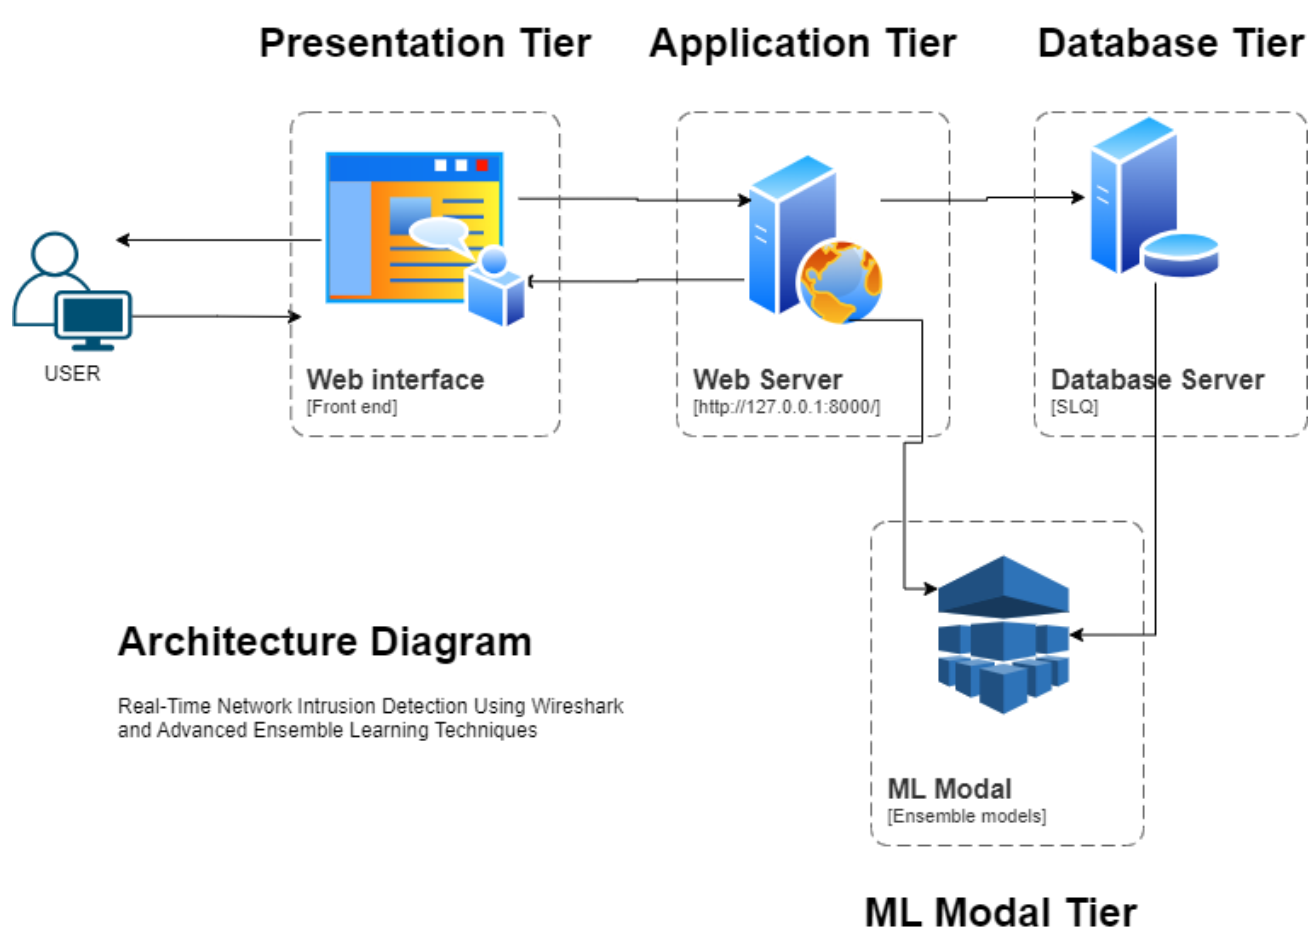 Presentation Tier
Application Tier
Database Tier
USER
Web interface
[Front end]
Web Server
[http://127.0.0.1:8000/]
Database Server
[SLQ]
Architecture Diagram
Real-Time Network Intrusion Detection Using Wireshark
and Advanced Ensemble Learning Techniques
ML Modal
[Ensemble models]
ML Modal Tier